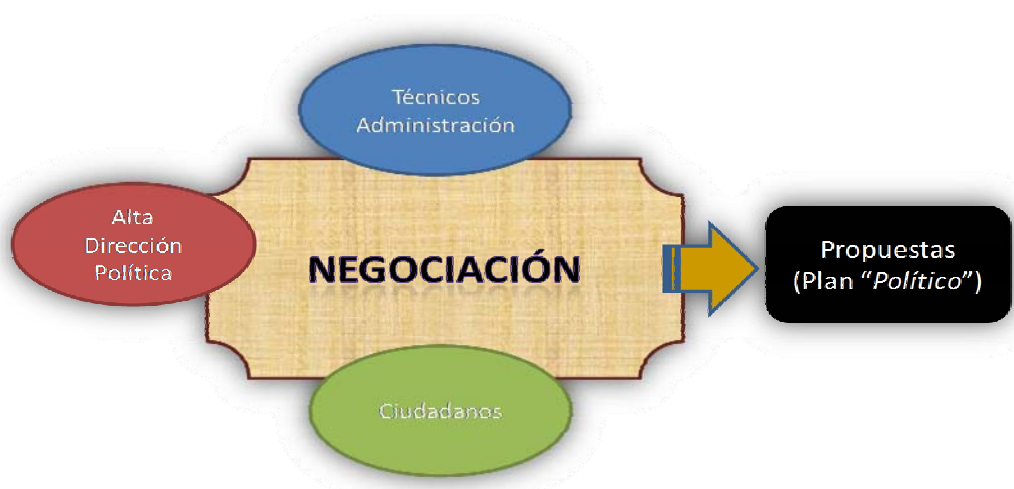 Técnicos
Administración
Alta
Dirección
Política
NEGOCIACIÓN
Propuestas
(Plan “Político”)
Ciudadanos